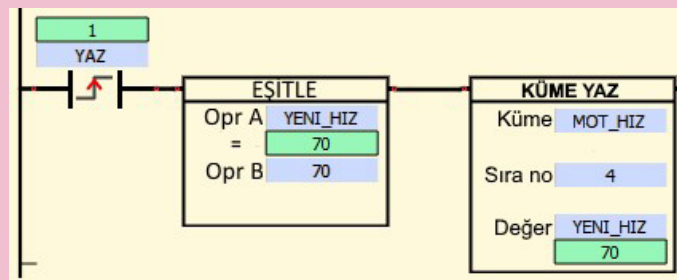 1
YAZ
EŞİTLE
Opr A YENI_HIZ
= 70
Opr B 70
KÜME YAZ
Küme MOT_HIZ
Sıra no 4
Değer YENI_HIZ
70